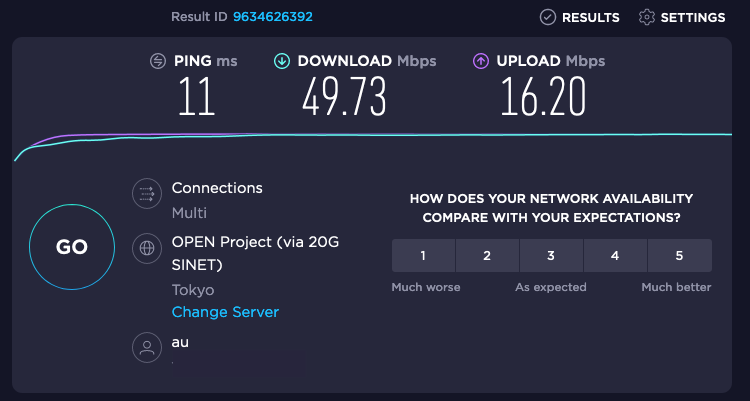 Result ID 9634626392
RESULTS
SETTINGS
PING ms
DOWNLOAD Mbps
UPLOAD Mbps
11
49.73
16.20
GO
Connections
Multi
OPEN Project (via 20G
SINET)
Tokyo
Change Server
au
HOW DOES YOUR NETWORK AVAILABILITY
COMPARE WITH YOUR EXPECTATIONS?
1 2 3 4 5
Much worse As expected Much better